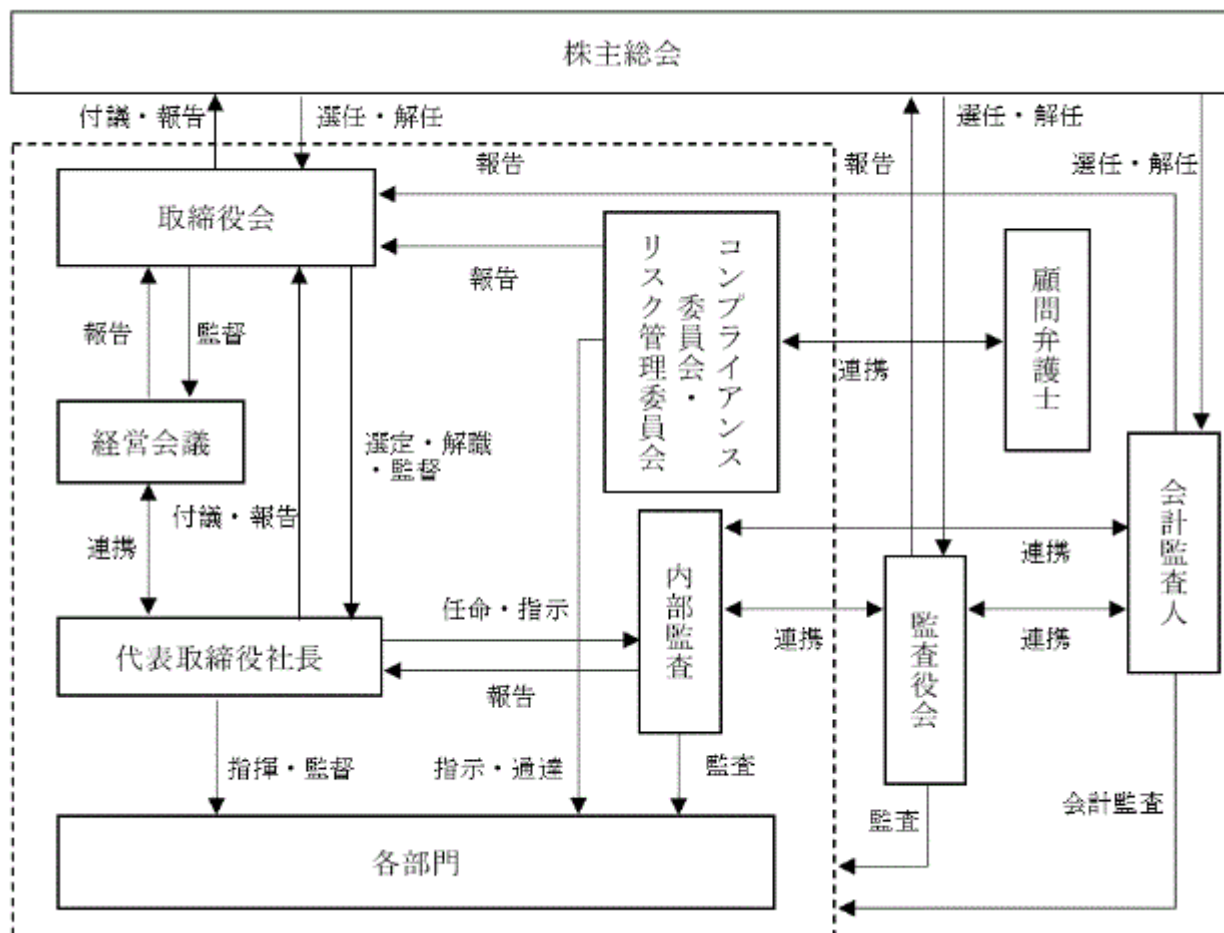 株主総会
付議・報告
選任・解任
報告
選任・解任
選任・解任
報告
取締役会
報告
コンプライアンス
委員会・
リスク管理委員会
顧問弁護士
報告
監督
連携
経営会議
選定・解職
・監督
付議・報告
連携
会計監査人
内部監査
連携
任命・指示
連携
連携
監査役会
代表取締役社長
報告
指揮・監督
指示・通達
監査
監査
会計監査
各部門